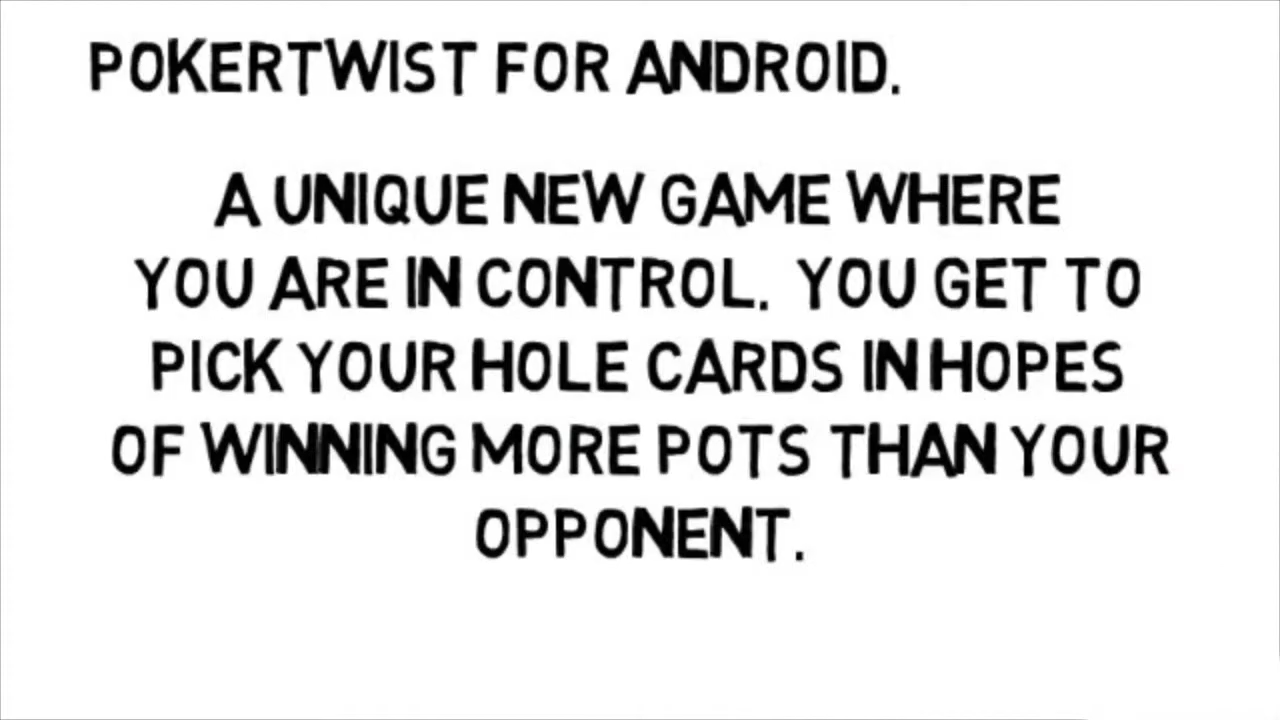 POKERTWIST FOR ANDROID.
A UNIQUE NEW GAME WHERE
YOU ARE IN CONTROL. YOU GET TO
PICK YOUR HOLE CARDS IN HOPES
OF WINNING MORE POTS THAN YOUR
OPPONENT.